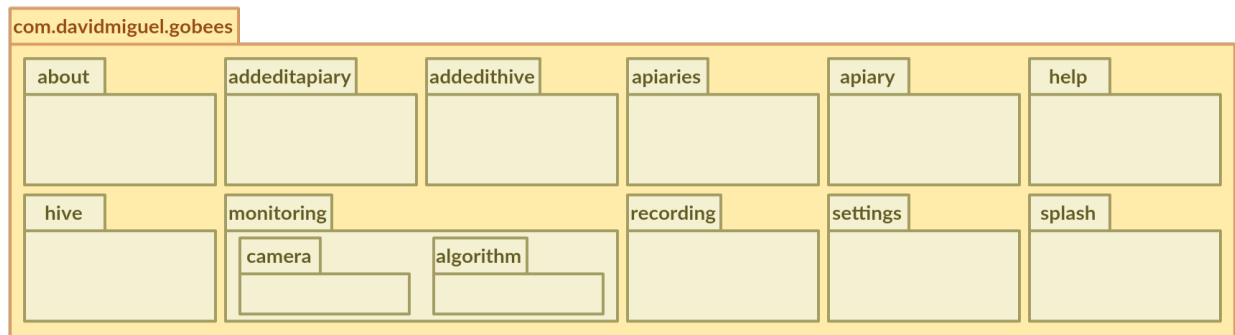 com.davidmiguel.gobees
about
addeditapiary
addedithive
apiaries
apiary
help
hive
monitoring
recording
settings
splash
camera
algorithm